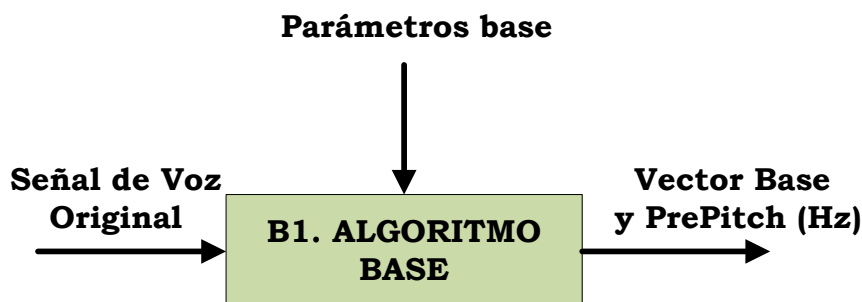 Parámetros base
Señal de Voz
Original
B1. ALGORITMO
BASE
Vector Base
y PrePitch (Hz)